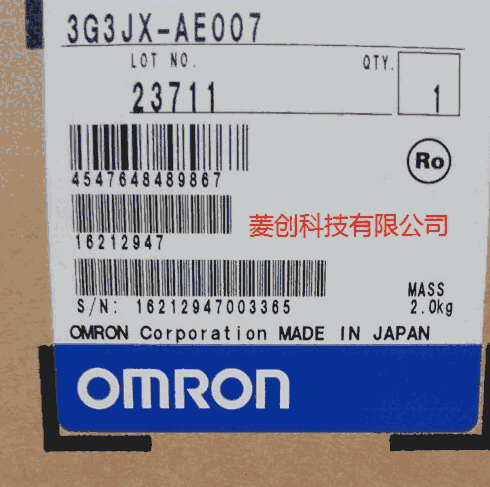 3G3JX-AE007
LOT NO.
QTY.
23711
1
4547648489867
Ro
16212947
菱创科技有限公司
S/N: 16212947003365
MASS
2.0kg
OMRON Corporation MADE IN JAPAN
OMRON